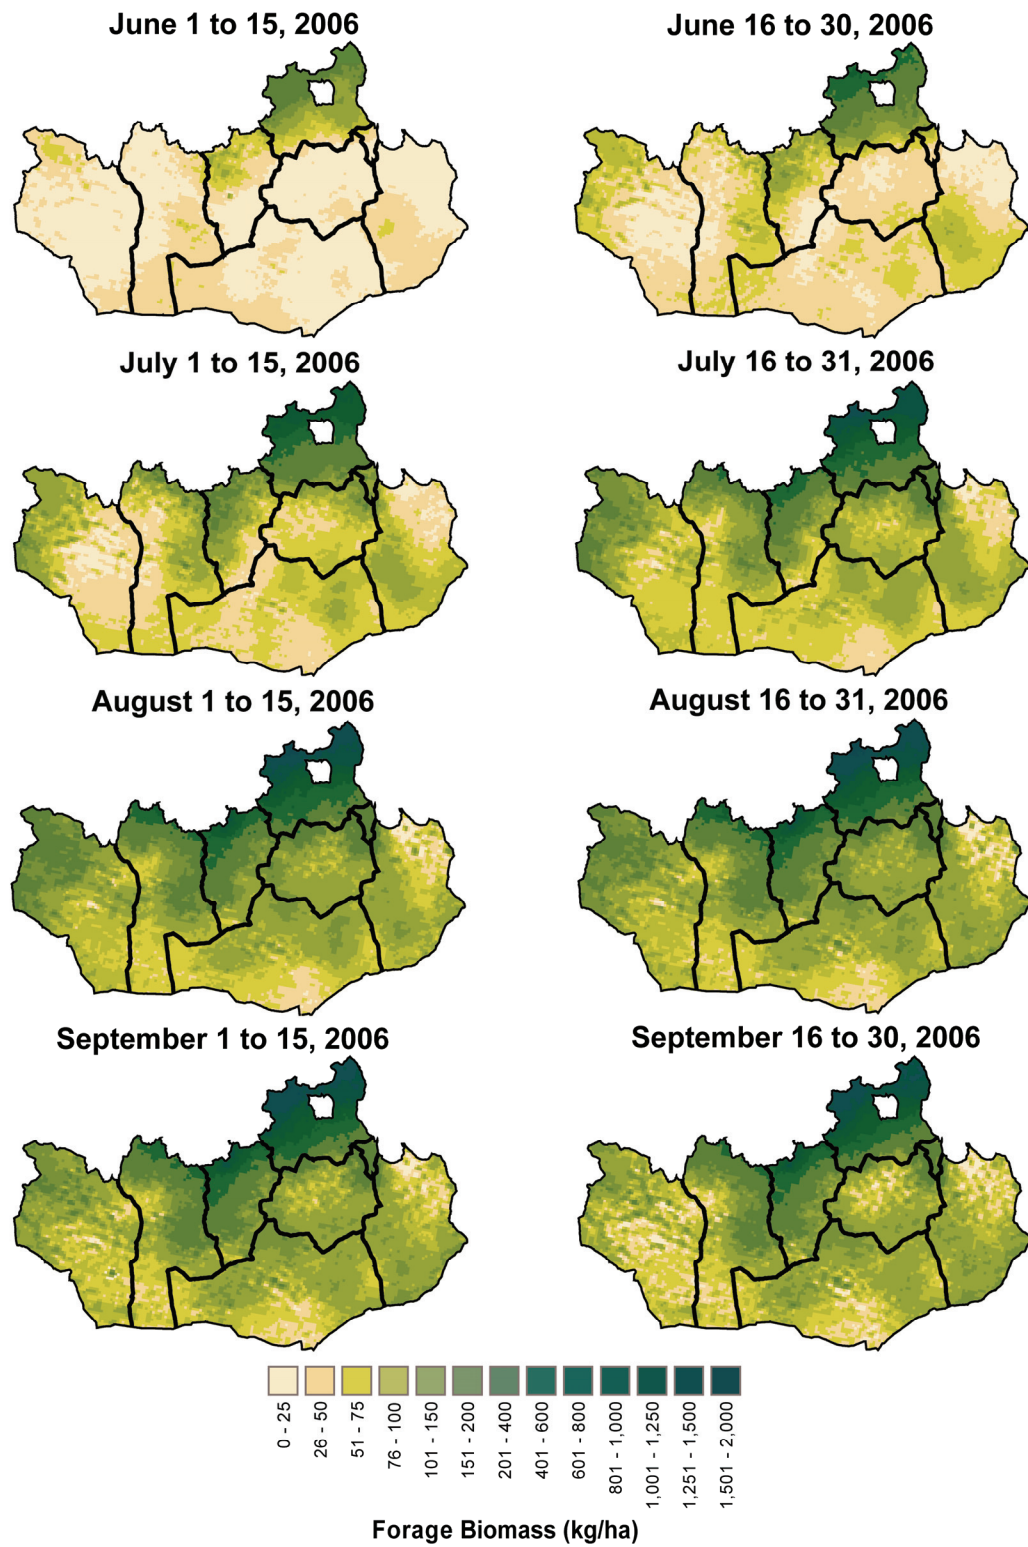 June 1 to 15, 2006
June 16 to 30, 2006
July 1 to 15, 2006
July 16 to 31, 2006
August 1 to 15, 2006
August 16 to 31, 2006
September 1 to 15, 2006
September 16 to 30, 2006
0 - 25
26 - 50
51 - 75
76 - 100
101 - 150
151 - 200
201 - 400
401 - 600
601 - 800
801 - 1,000
1,001 - 1,250
1,251 - 1,500
1,501 - 2,000
Forage Biomass (kg/ha)